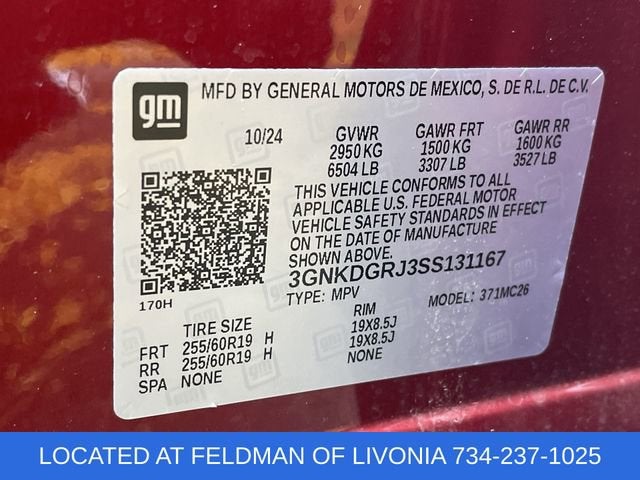 gm
MFD BY GENERAL MOTORS DE MEXICO, S. DE R.L. DE C.V.
10/24 GVWR GAWR FRT GAWR RR
2950 KG 1500 KG 1600 KG
6504 LB 3307 LB 3527 LB
THIS VEHICLE CONFORMS TO ALL
APPLICABLE U.S. FEDERAL MOTOR
VEHICLE SAFETY STANDARDS IN EFFECT
ON THE DATE OF MANUFACTURE
SHOWN ABOVE.
3GNKDGRJ3SS131167
170H TYPE: MPV MODEL: 371MC26
TIRE SIZE RIM
FRT 255/60R19 H 19X8.5J
RR 255/60R19 H 19X8.5J
SPA NONE NONE
LOCATED AT FELDMAN OF LIVONIA 734-237-1025